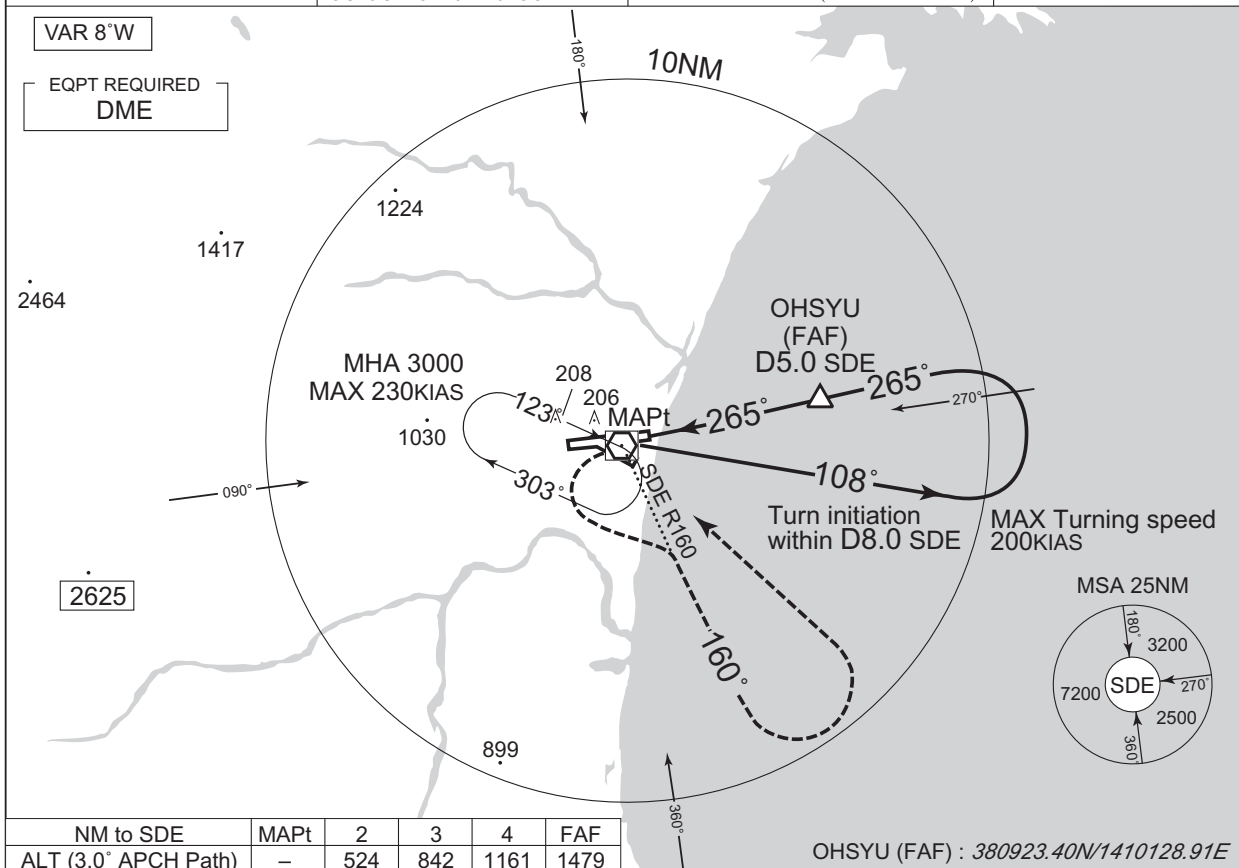 VAR 8˚W
EQPT REQUIRED
DME
180˚
10NM
1224
1417
2464
OHSYU
(FAF)
D5.0 SDE
MHA 3000
MAX 230KIAS
208
206
MAPt
123˚
265˚
265˚
270˚
1030
303˚
108˚
090˚
SDE R160
Turn initiation
within D8.0 SDE
MAX Turning speed
200KIAS
2625
160˚
MSA 25NM
180˚
3200
7200
SDE
270˚
2500
360˚
899
360˚
NM to SDE MAPt 2 3 4 FAF
ALT (3.0˚ APCH Path) – 524 842 1161 1479
OHSYU (FAF) : 380923.40N/1410128.91E